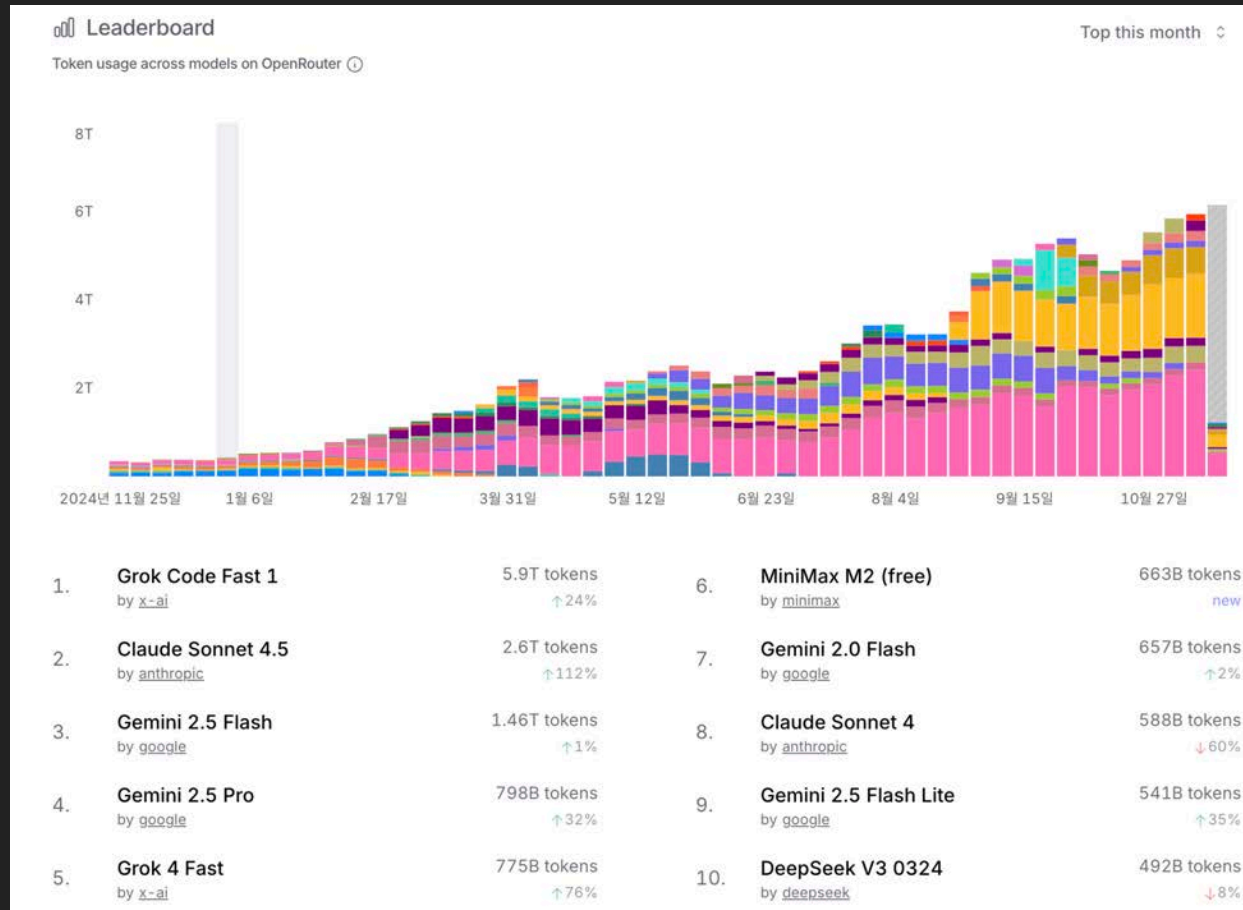 Leaderboard
Top this month
Token usage across models on OpenRouter
8T
6T
4T
2T
2024년 11월 25일
1월 6일
2월 17일
3월 31일
5월 12일
6월 23일
8월 4일
9월 15일
10월 27일
1.
Grok Code Fast 1
5.9T tokens
by x-ai
↑24%
2.
Claude Sonnet 4.5
2.6T tokens
by anthropic
↑112%
3.
Gemini 2.5 Flash
1.46T tokens
by google
↑1%
4.
Gemini 2.5 Pro
798B tokens
by google
↑32%
5.
Grok 4 Fast
775B tokens
by x-ai
↑76%
6.
MiniMax M2 (free)
663B tokens
by minimax
new
7.
Gemini 2.0 Flash
657B tokens
by google
↑2%
8.
Claude Sonnet 4
588B tokens
by anthropic
↓60%
9.
Gemini 2.5 Flash Lite
541B tokens
by google
↑35%
10.
DeepSeek V3 0324
492B tokens
by deepseek
↓8%